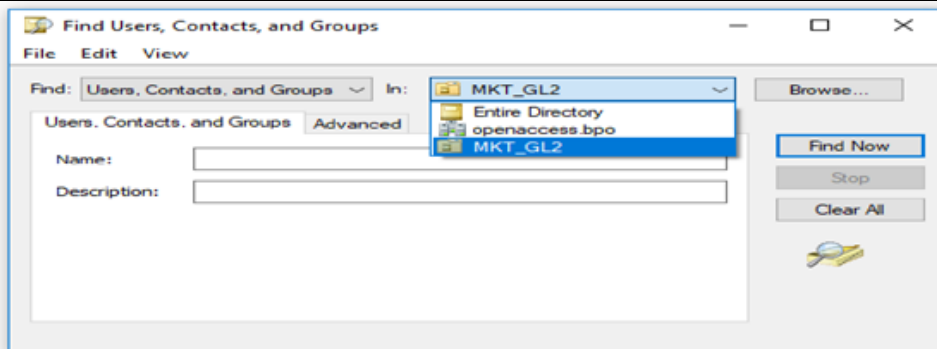 Find Users, Contacts, and Groups
File Edit View
Find: Users, Contacts, and Groups In: MKT_GL2 Browse...
Entire Directory
openaccess.bpo
MKT_GL2
Users, Contacts, and Groups Advanced
Name:
Description:
Find Now
Stop
Clear All